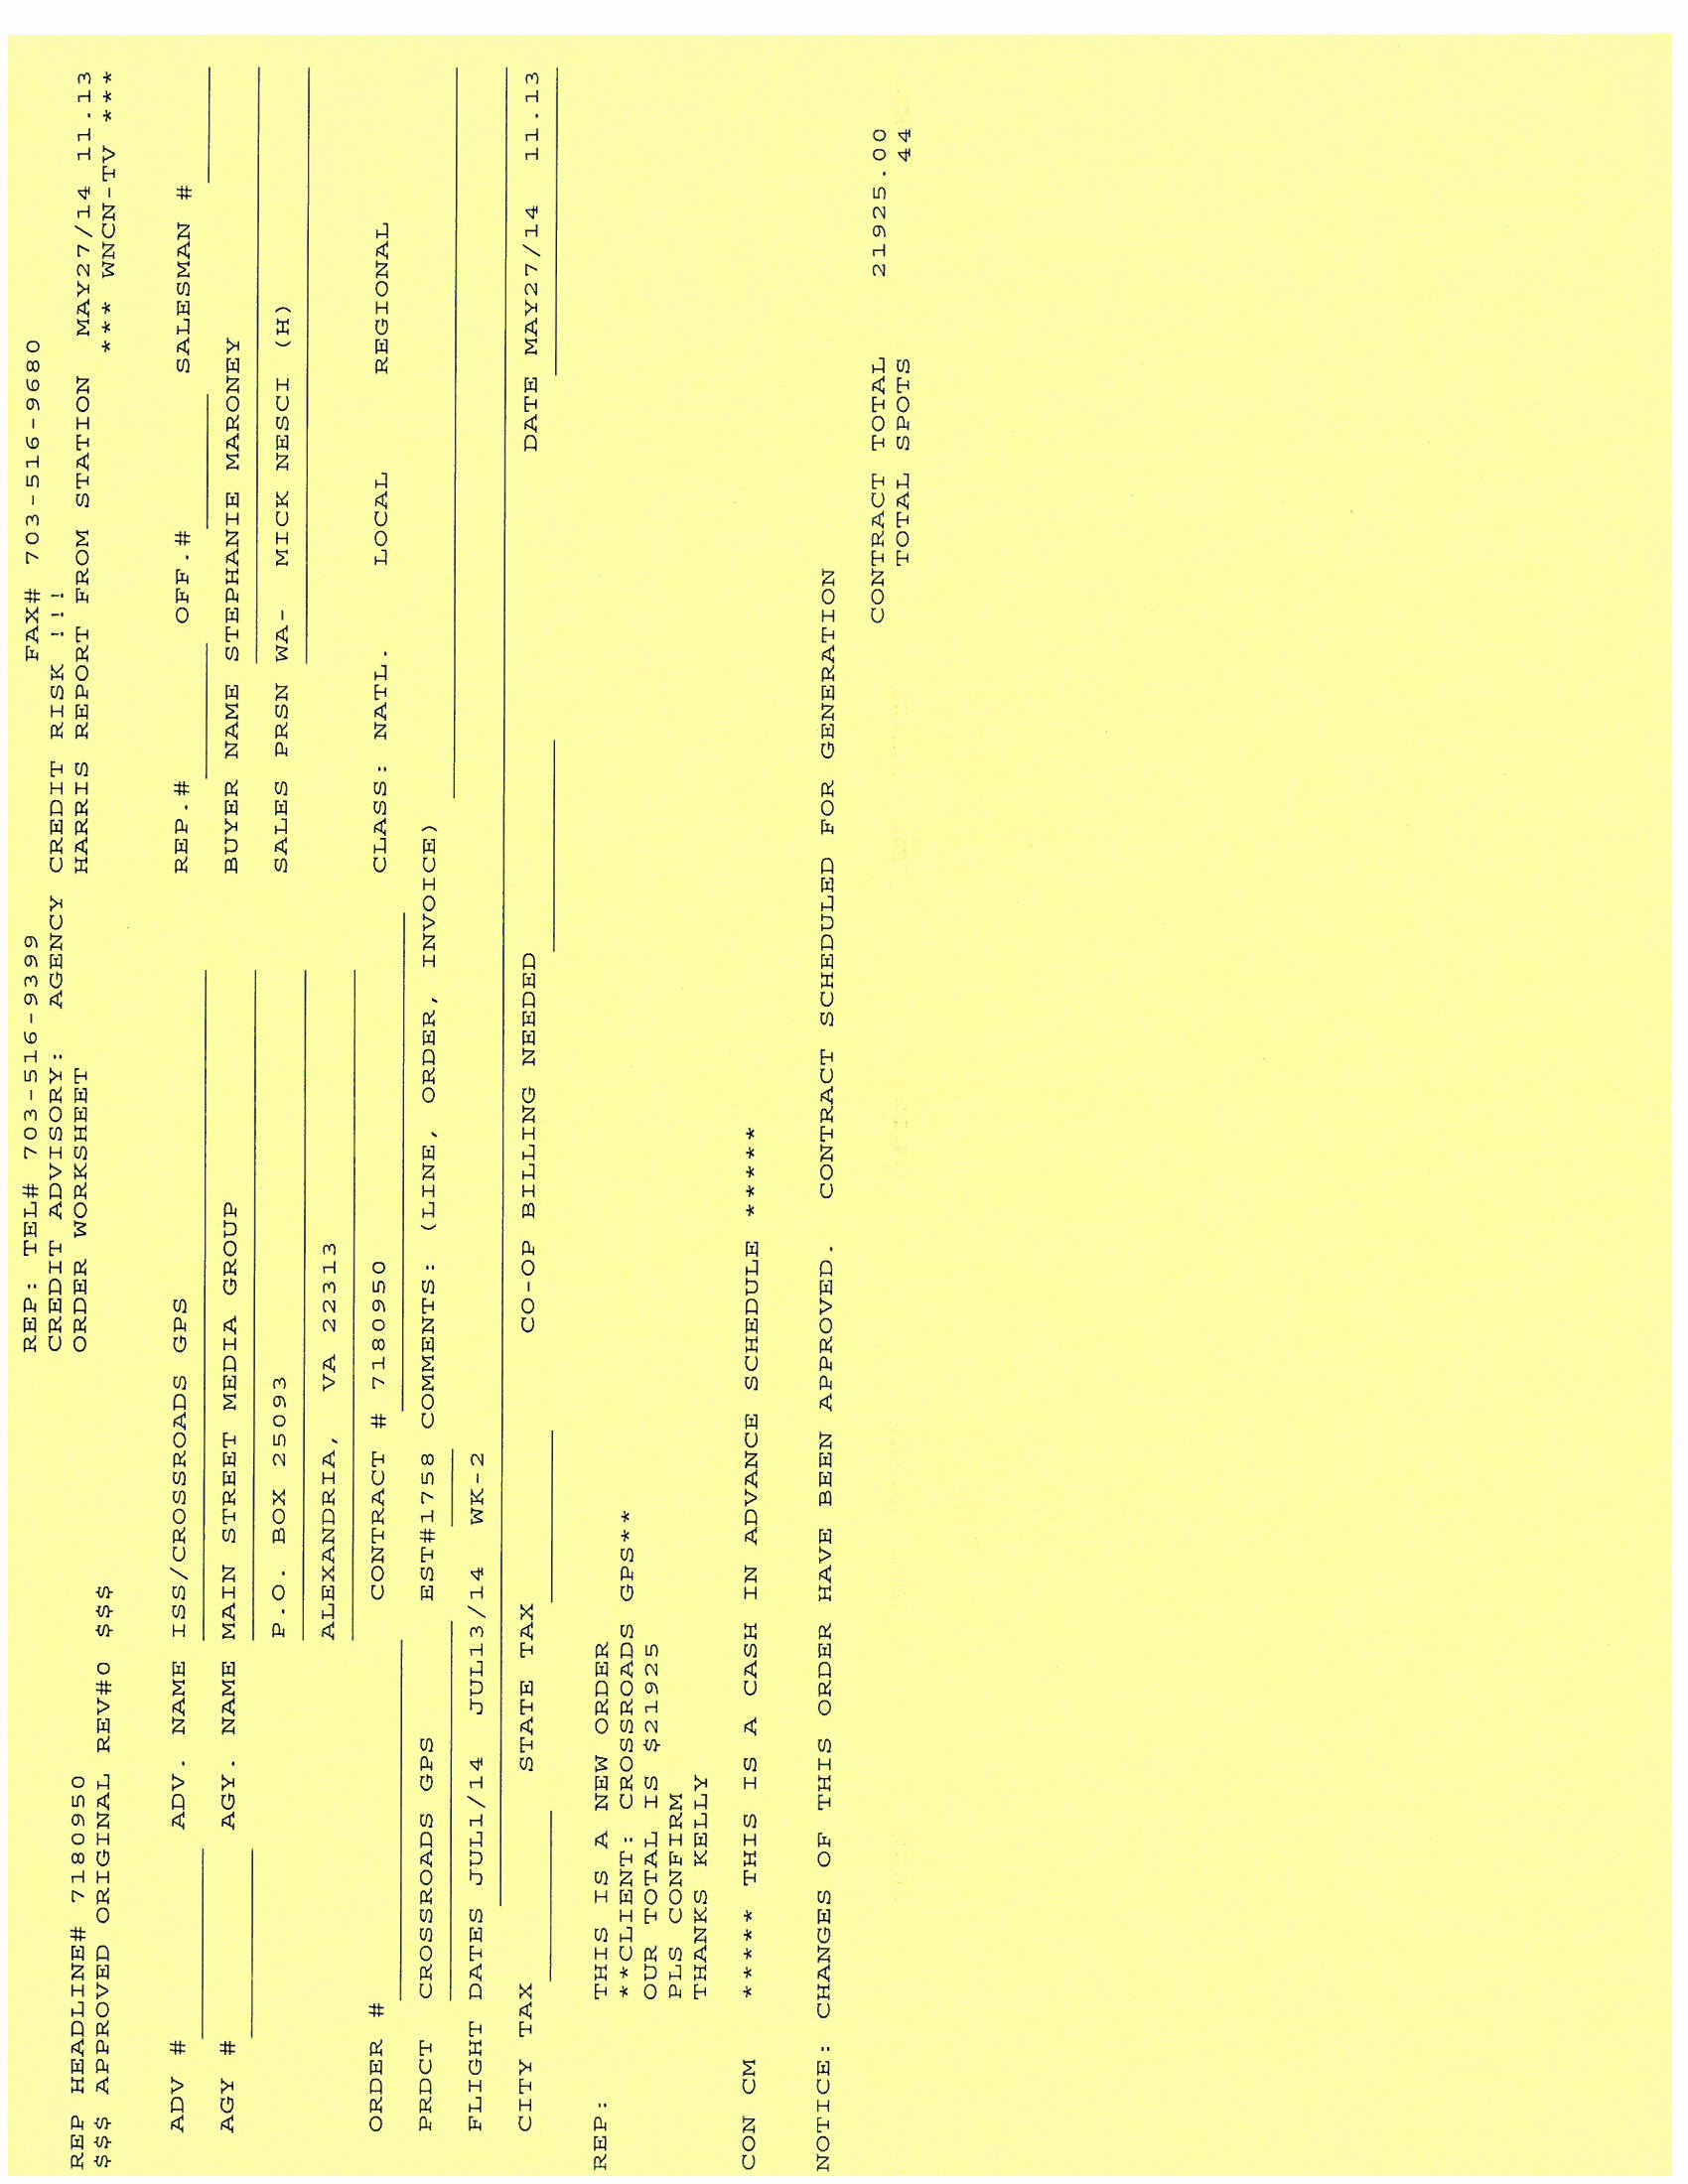 REP: TEL# 703-516-9399 FAX# 703-516-9680
CREDIT ADVISORY: AGENCY CREDIT RISK !!!
REP HEADLINE# 7180950 ORDER WORKSHEET HARRIS REPORT FROM STATION MAY27/14 11.13
$$$ APPROVED ORIGINAL REV#0 $$$ *** WNCN-TV ***
ADV # ADV. NAME ISS/CROSSROADS GPS REP.# OFF.# SALESMAN #
AGY # AGY. NAME MAIN STREET MEDIA GROUP BUYER NAME STEPHANIE MARONEY
P.O. BOX 25093 SALES PRSN WA- MICK NESCI (H)
ALEXANDRIA, VA 22313
ORDER # CONTRACT # 7180950 CLASS: NATL. LOCAL REGIONAL
PRDCT CROSSROADS GPS EST#1758 COMMENTS: (LINE, ORDER, INVOICE)
FLIGHT DATES JUL1/14 JUL13/14 WK-2
CITY TAX STATE TAX CO-OP BILLING NEEDED DATE MAY27/14 11.13
REP: THIS IS A NEW ORDER
**CLIENT: CROSSROADS GPS**
OUR TOTAL IS $21925
PLS CONFIRM
THANKS KELLY
CON CM ***** THIS IS A CASH IN ADVANCE SCHEDULE *****
NOTICE: CHANGES OF THIS ORDER HAVE BEEN APPROVED. CONTRACT SCHEDULED FOR GENERATION
CONTRACT TOTAL 21925.00
TOTAL SPOTS 44